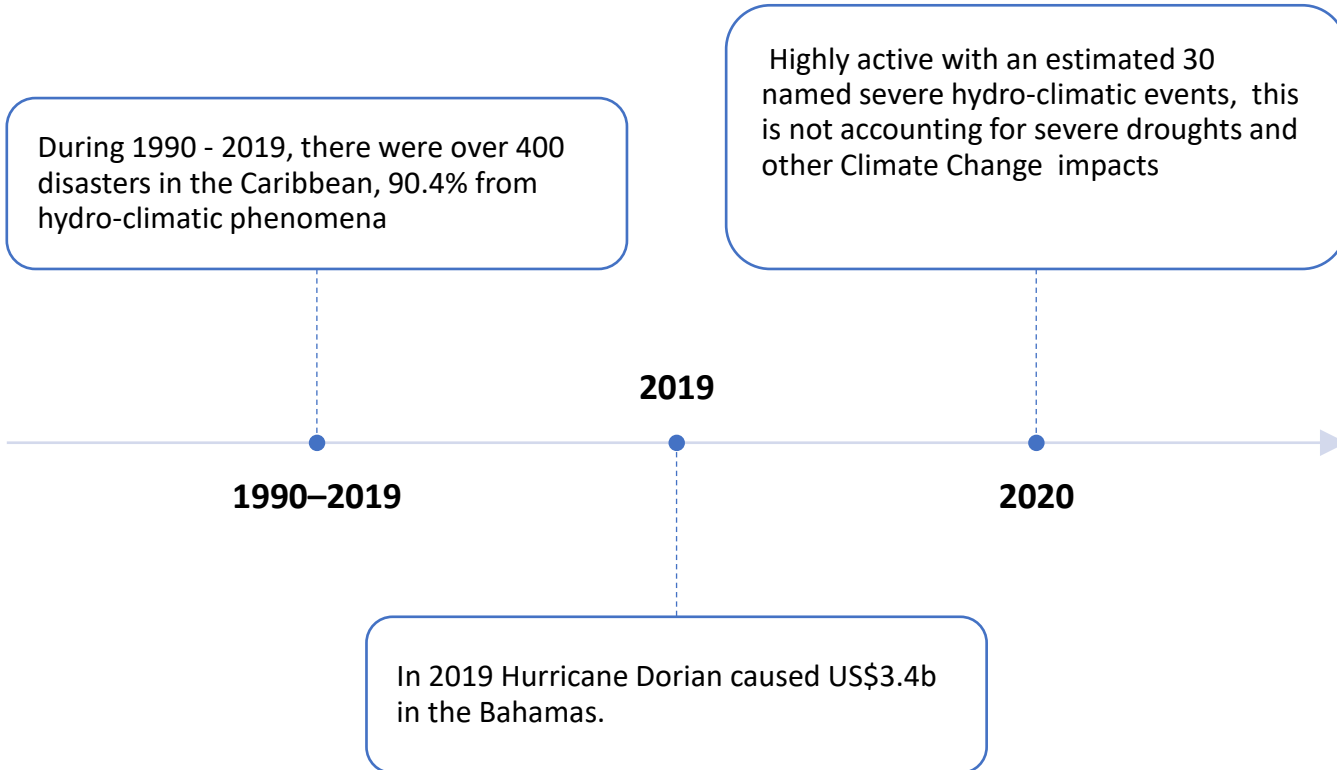 During 1990 - 2019, there were over 400
disasters in the Caribbean, 90.4% from
hydro-climatic phenomena
1990–2019
2019
In 2019 Hurricane Dorian caused US$3.4b
in the Bahamas.
Highly active with an estimated 30
named severe hydro-climatic events, this
is not accounting for severe droughts and
other Climate Change impacts
2020